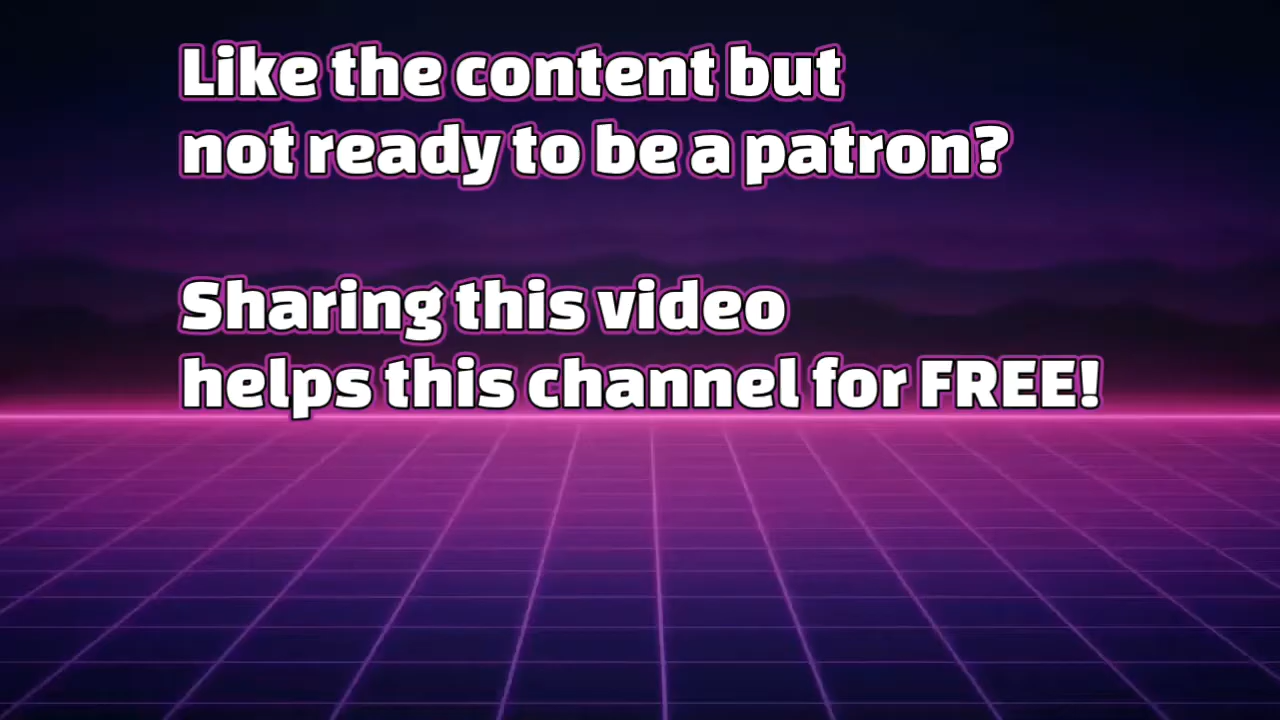 Like the content but
not ready to be a patron?
Sharing this video
helps this channel for FREE!